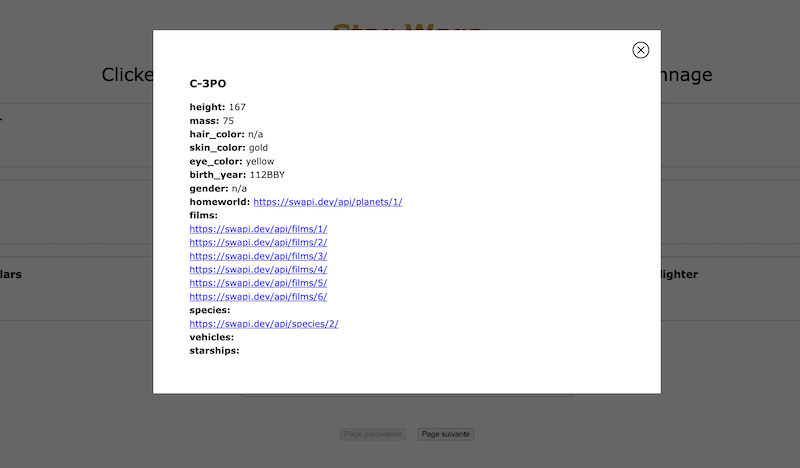 Star Wars
Clicke
nnage
C-3PO
height: 167
mass: 75
hair_color: n/a
skin_color: gold
eye_color: yellow
birth_year: 112BBY
gender: n/a
homeworld: https://swapi.dev/api/planets/1/
films:
https://swapi.dev/api/films/1/
https://swapi.dev/api/films/2/
https://swapi.dev/api/films/3/
https://swapi.dev/api/films/4/
https://swapi.dev/api/films/5/
https://swapi.dev/api/films/6/
species:
https://swapi.dev/api/species/2/
vehicles:
starships:
lars
lighter
Page précédente
Page suivante